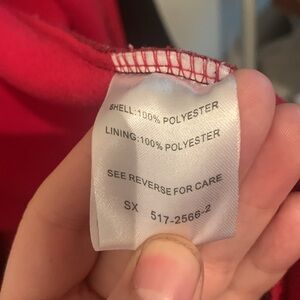 SHELL:100% POLYESTER
LINING:100% POLYESTER
SEE REVERSE FOR CARE
SX 517-2566-2